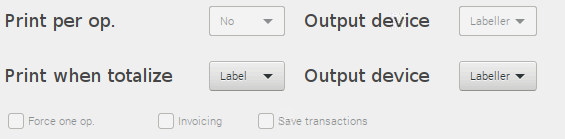 Print per op. No Output device Labeller
Print when totalize Label Output device Labeller
Force one op. Invoicing Save transactions